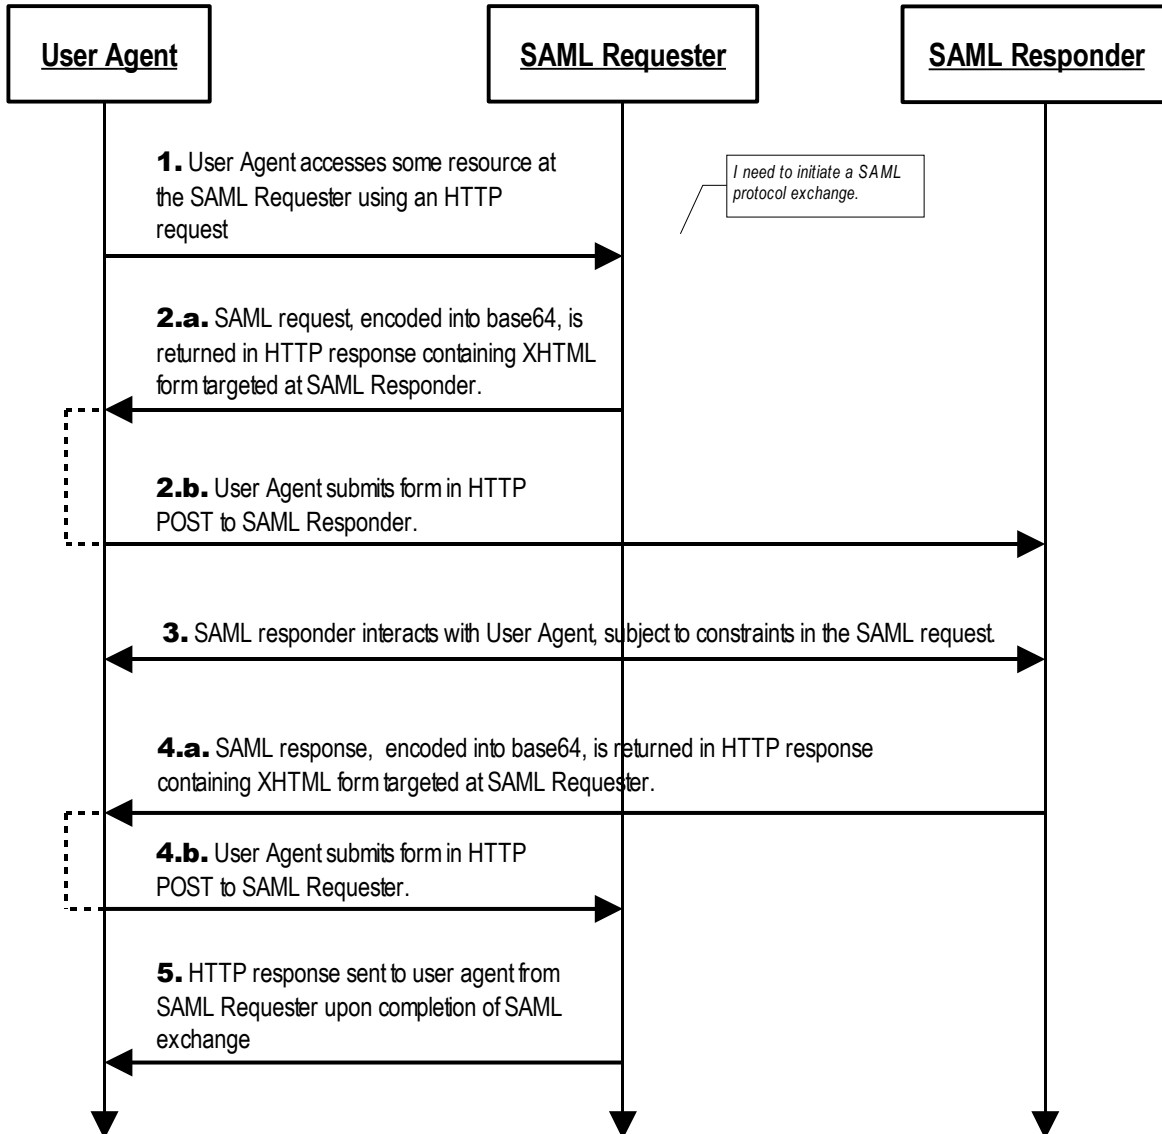 User Agent
SAML Requester
SAML Responder
1. User Agent accesses some resource at
the SAML Requester using an HTTP
request
I need to initiate a SAML
protocol exchange.
2.a. SAML request, encoded into base64, is
returned in HTTP response containing XHTML
form targeted at SAML Responder.
2.b. User Agent submits form in HTTP
POST to SAML Responder.
3. SAML responder interacts with User Agent, subject to constraints in the SAML request.
4.a. SAML response, encoded into base64, is returned in HTTP response
containing XHTML form targeted at SAML Requester.
4.b. User Agent submits form in HTTP
POST to SAML Requester.
5. HTTP response sent to user agent from
SAML Requester upon completion of SAML
exchange